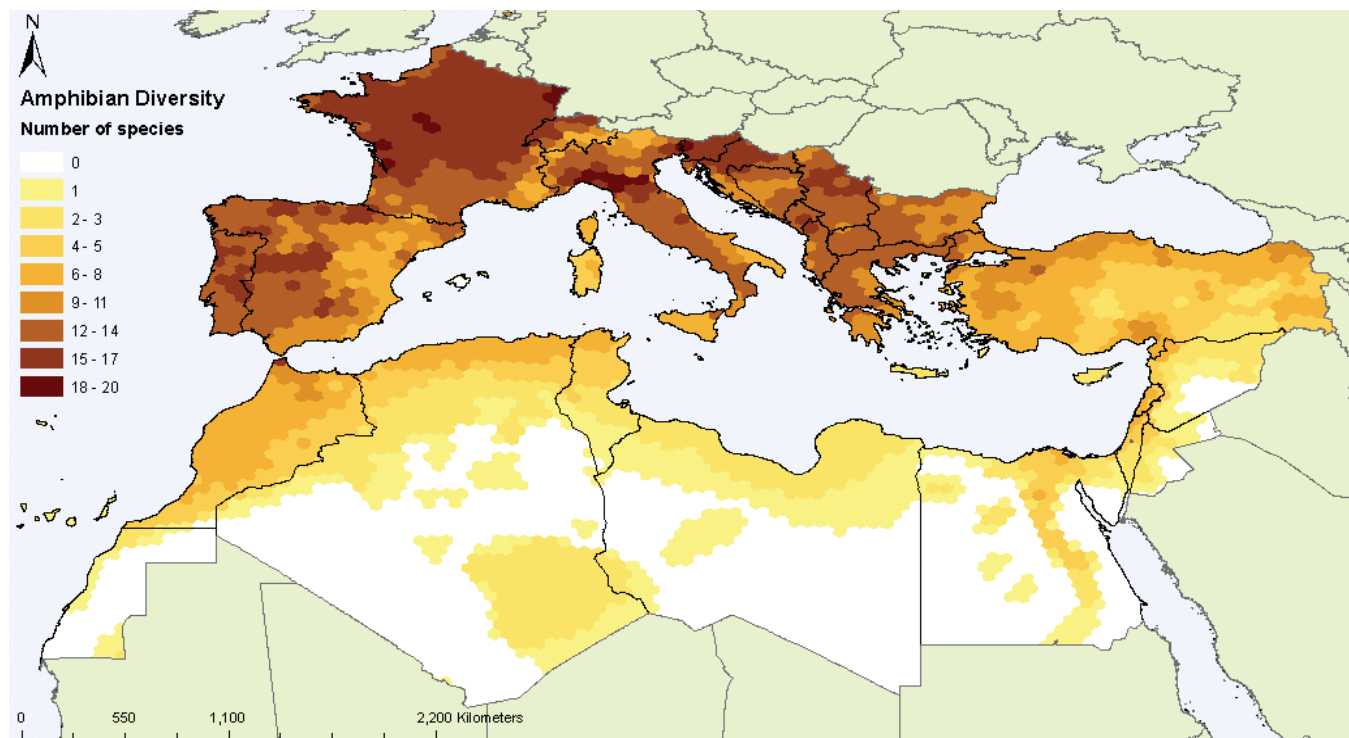 N
Amphibian Diversity
Number of species
0
1
2 - 3
4 - 5
6 - 8
9 - 11
12 - 14
15 - 17
18 - 20
0 550 1,100 2,200 Kilometers